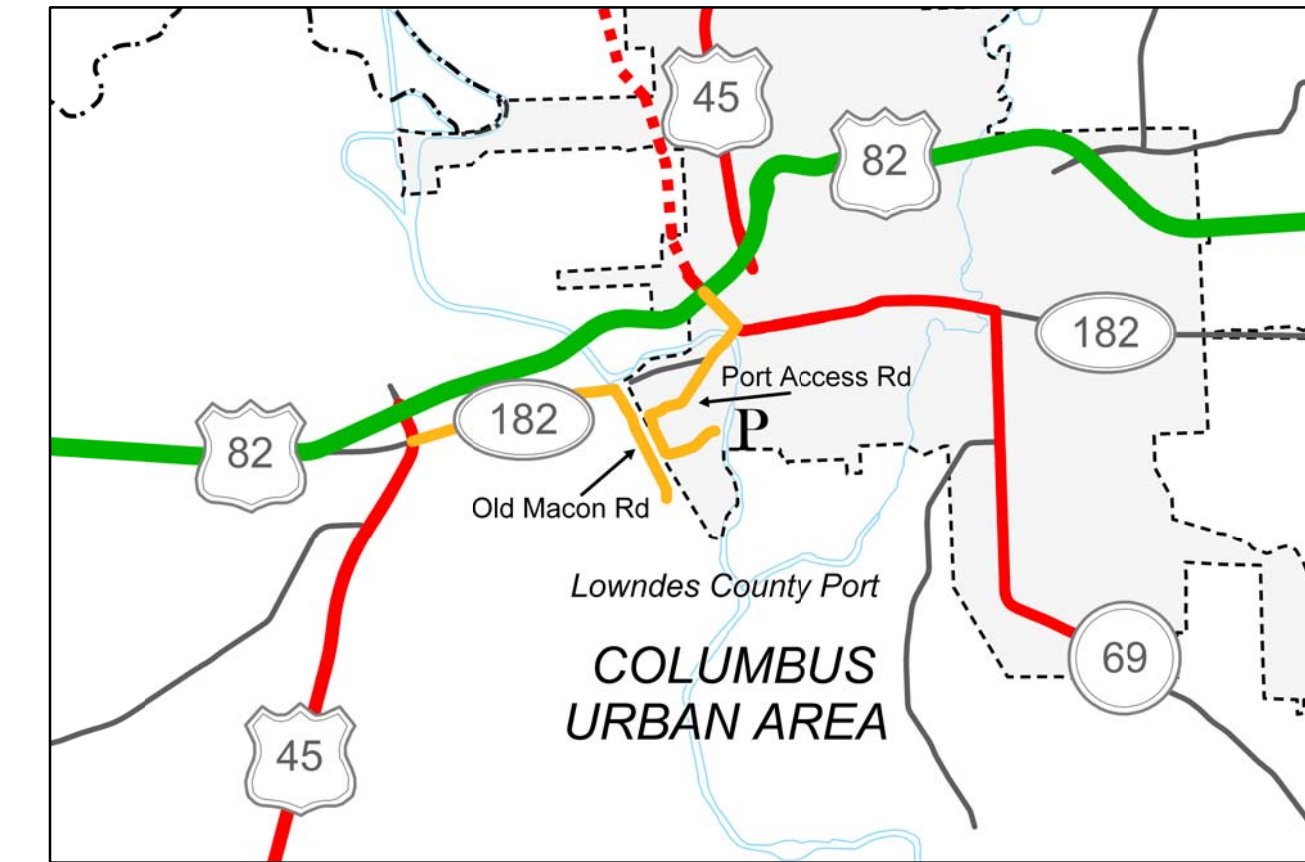 45
82
182
Port Access Rd
P
182
82
Old Macon Rd
Lowndes County Port
COLUMBUS
URBAN AREA
69
45